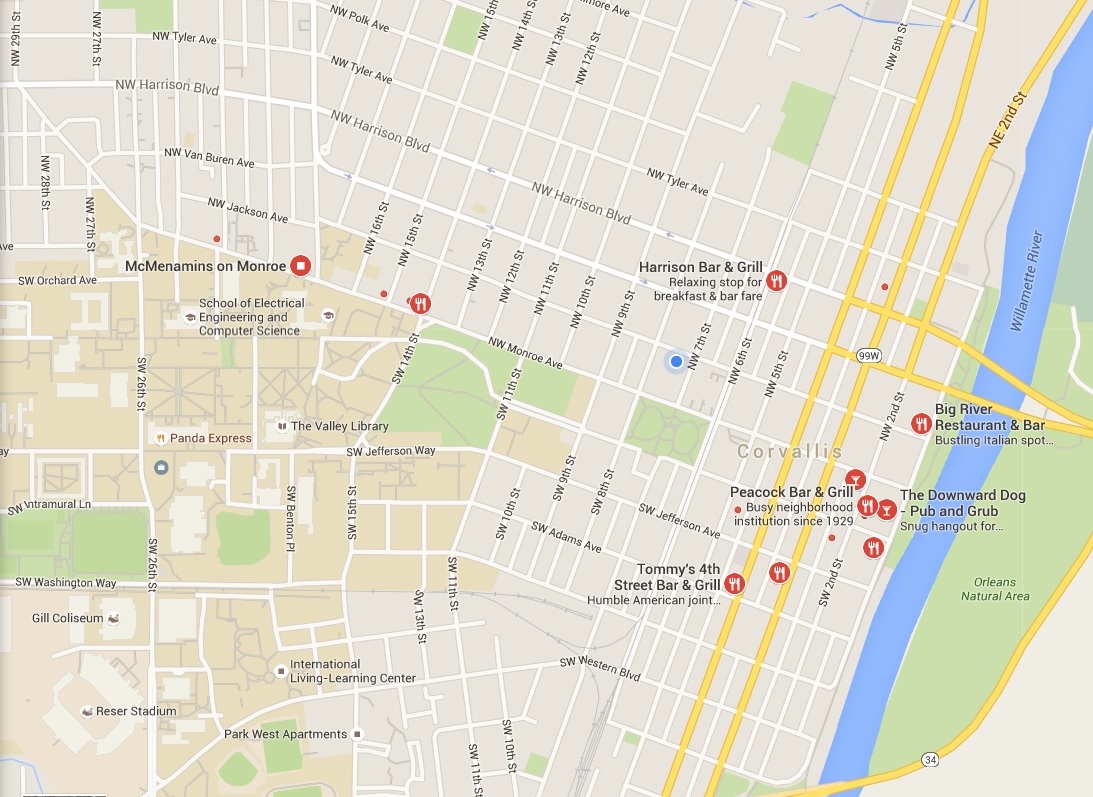 NW 29th St
NW 27th St
NW Polk Ave
NW 15th
NW 14th St
NW 13th St
NW 12th St
more Ave
NW 5th St
NW Tyler Ave
NW Tyler Ave
NE 2nd St
NW Harrison Blvd
NW Harrison Blvd
NW Van Buren Ave
NW 28th St
NW 27th St
NW Tyler Ave
NW Harrison Blvd
NW Jackson Ave
NW 16th St
NW 15th St
Ave
NW 13th St
NW 12th St
NW 11th St
NW 10th St
NW 9th St
Willamette River
McMenamins on Monroe
Harrison Bar & Grill
Relaxing stop for
breakfast & bar fare
SW Orchard Ave
School of Electrical
Engineering and
Computer Science
SW 14th St
NW Monroe Ave
NW 7th St
NW 6th St
NW 5th St
99W
SW 26th St
SW 11th St
NW 2nd St
Big River
Restaurant & Bar
Bustling Italian spot...
Panda Express
The Valley Library
Corvallis
ay
SW Jefferson Way
SW 9th St
SW 8th St
Peacock Bar & Grill
Busy neighborhood
institution since 1929
The Downward Dog
- Pub and Grub
Snug hangout for...
SW Intramural Ln
SW Benton Pl
SW 15th St
SW 10th St
SW Jefferson Ave
SW Adams Ave
SW 26th St
SW 2nd St
Tommy's 4th
Street Bar & Grill
Humble American joint...
SW Washington Way
SW 11th St
SW 13th St
Orleans
Natural Area
Gill Coliseum
International
Living-Learning Center
SW Western Blvd
Reser Stadium
Park West Apartments
SW 10th St
SW 11th St
34